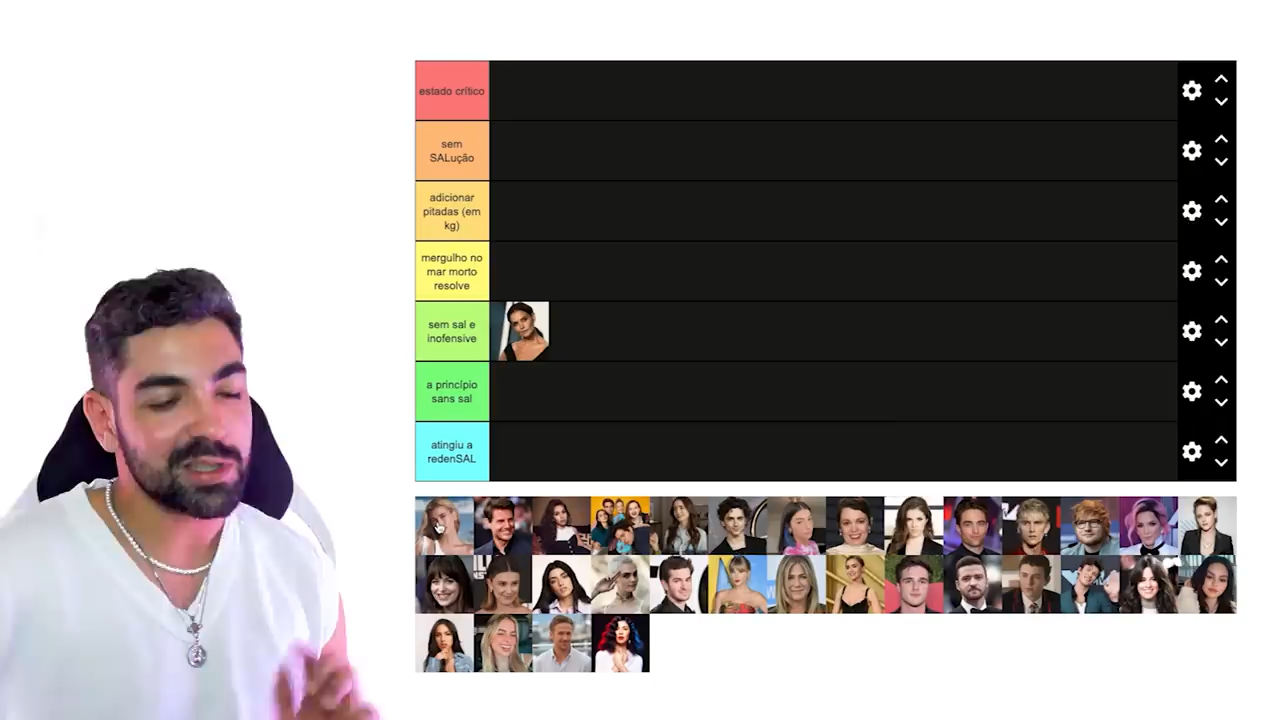 estado crítico
sem
SALução
adicionar
pitadas (em
kg)
mergulho no
mar morto
resolve
sem sal e
inofensive
a princípio
sans sal
atingiu a
redenSAL